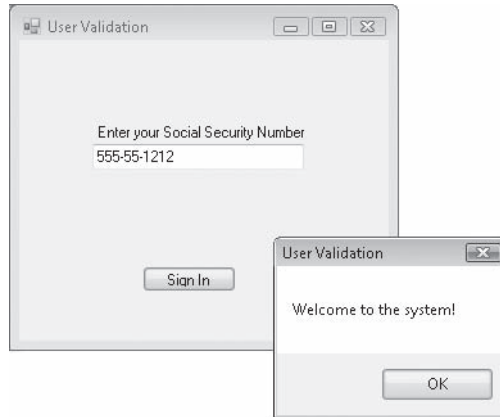 User Validation
Enter your Social Security Number
555-55-1212
Sign In
User Validation
Welcome to the system!
OK